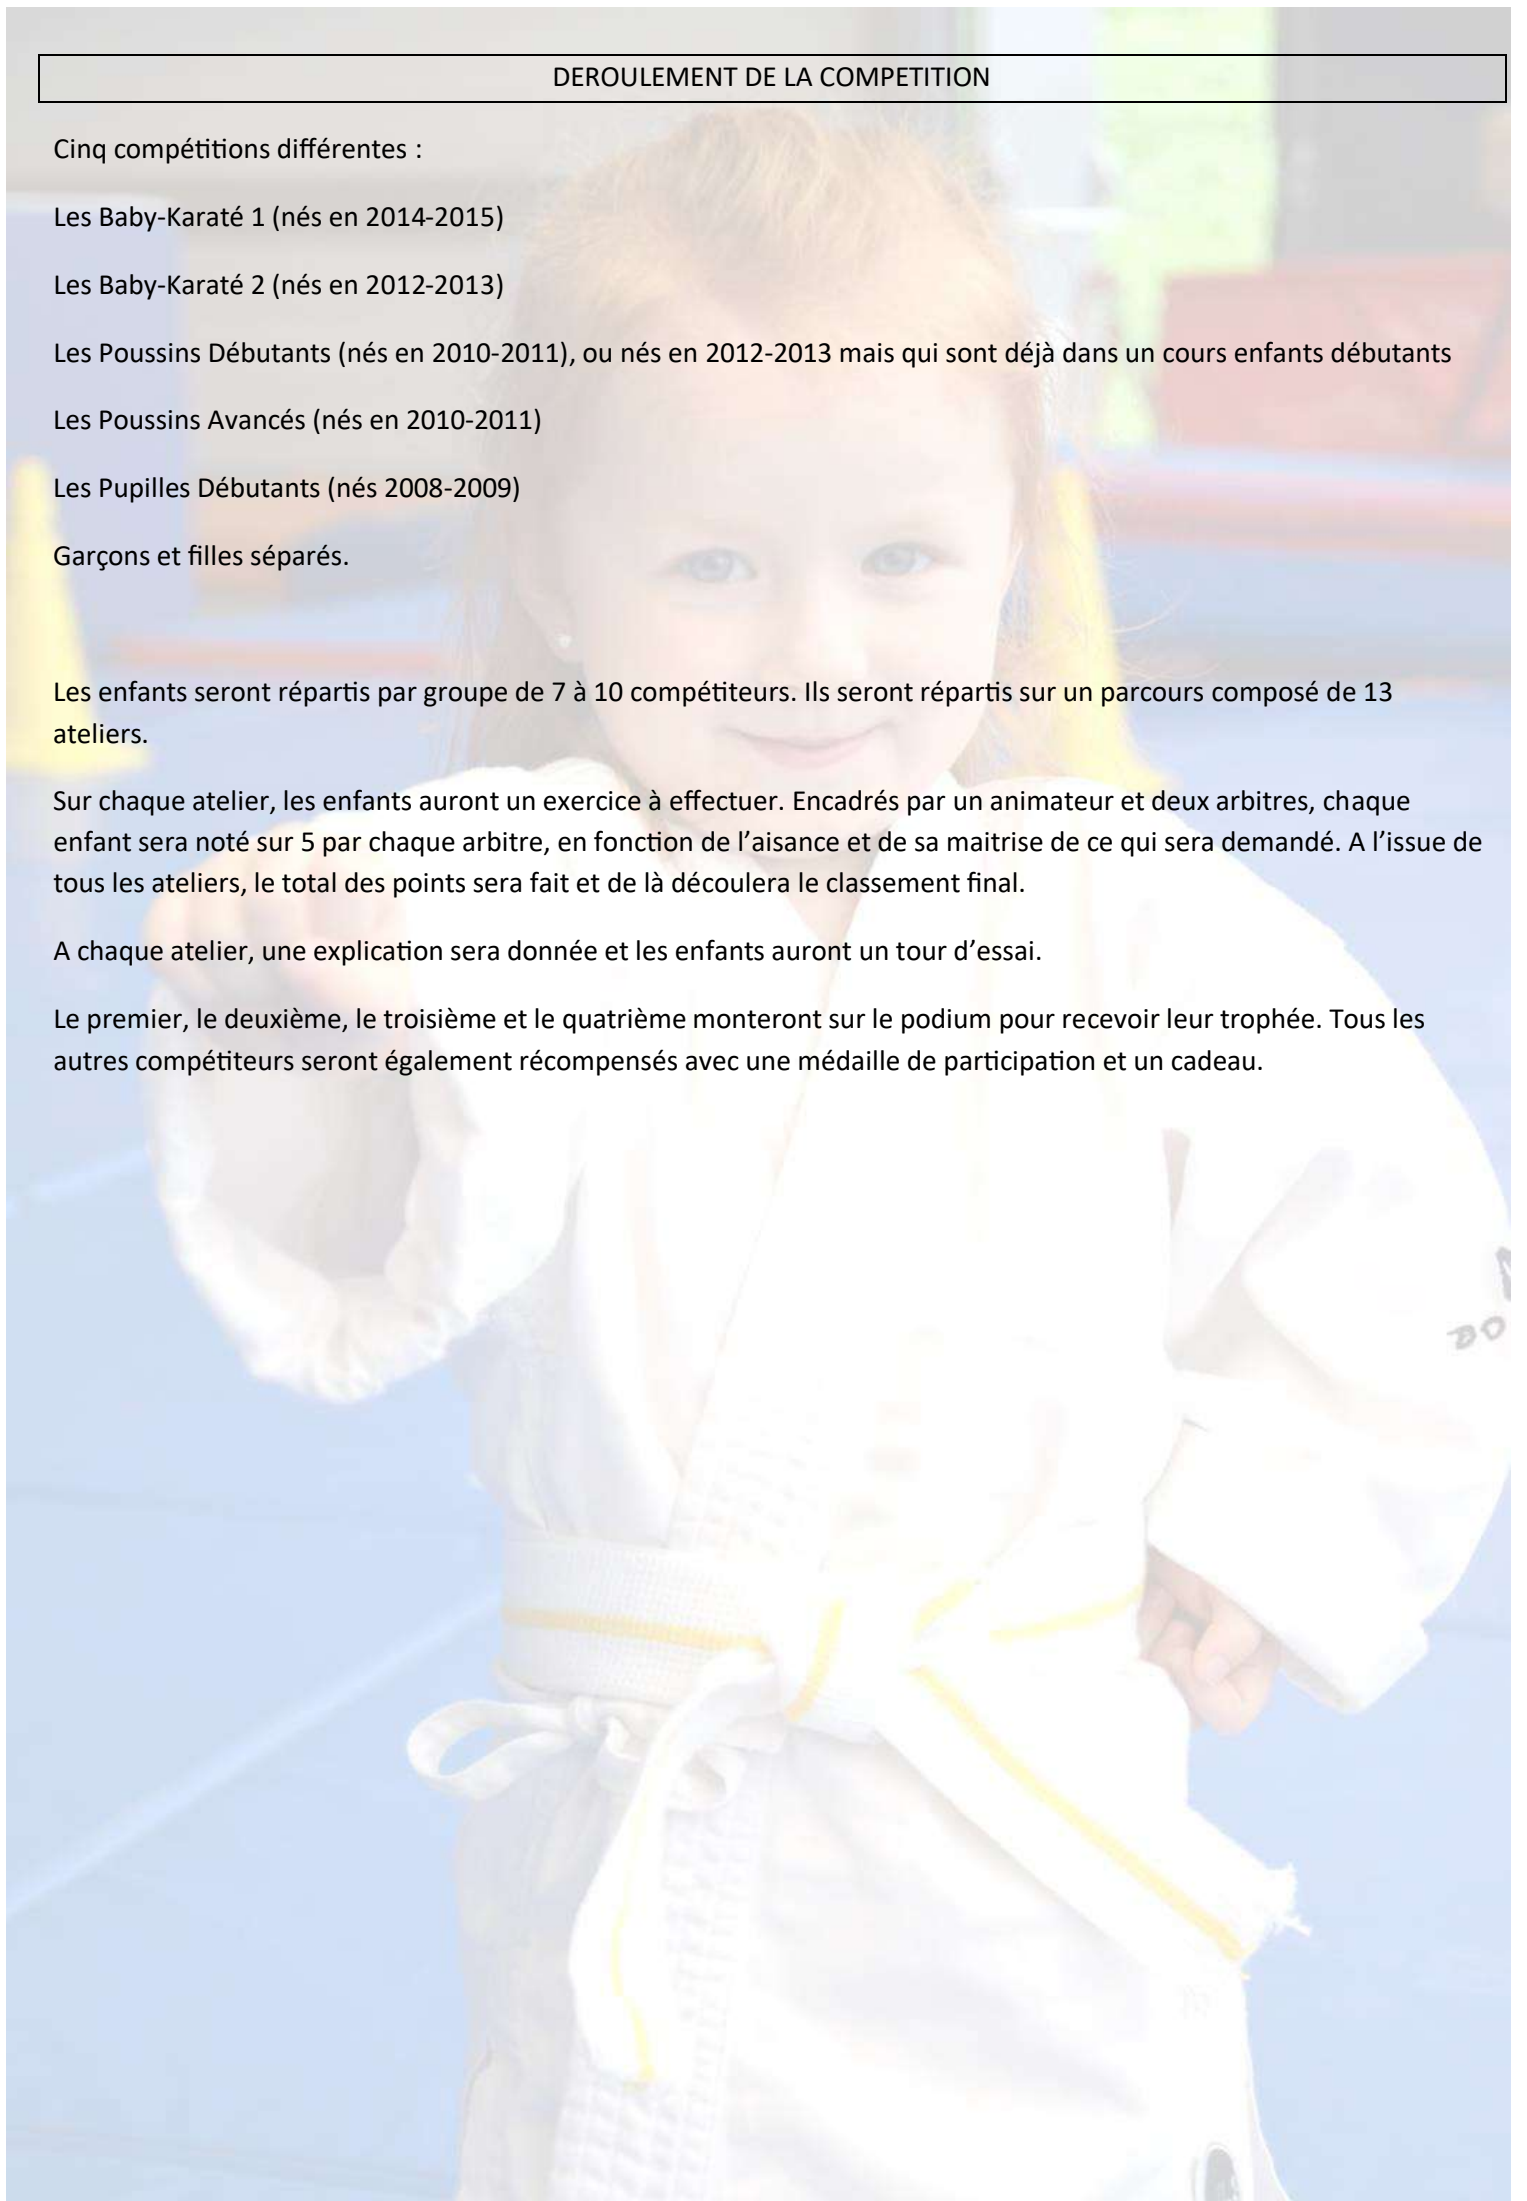 DEROULEMENT DE LA COMPETITION
Cinq compétitions différentes :
Les Baby-Karaté 1 (nés en 2014-2015)
Les Baby-Karaté 2 (nés en 2012-2013)
Les Poussins Débutants (nés en 2010-2011), ou nés en 2012-2013 mais qui sont déjà dans un cours enfants débutants
Les Poussins Avancés (nés en 2010-2011)
Les Pupilles Débutants (nés 2008-2009)
Garçons et filles séparés.
Les enfants seront répartis par groupe de 7 à 10 compétiteurs. Ils seront répartis sur un parcours composé de 13
ateliers.
Sur chaque atelier, les enfants auront un exercice à effectuer. Encadrés par un animateur et deux arbitres, chaque
enfant sera noté sur 5 par chaque arbitre, en fonction de l’aisance et de sa maitrise de ce qui sera demandé. A l’issue de
tous les ateliers, le total des points sera fait et de là découlera le classement final.
A chaque atelier, une explication sera donnée et les enfants auront un tour d’essai.
Le premier, le deuxième, le troisième et le quatrième monteront sur le podium pour recevoir leur trophée. Tous les
autres compétiteurs seront également récompensés avec une médaille de participation et un cadeau.